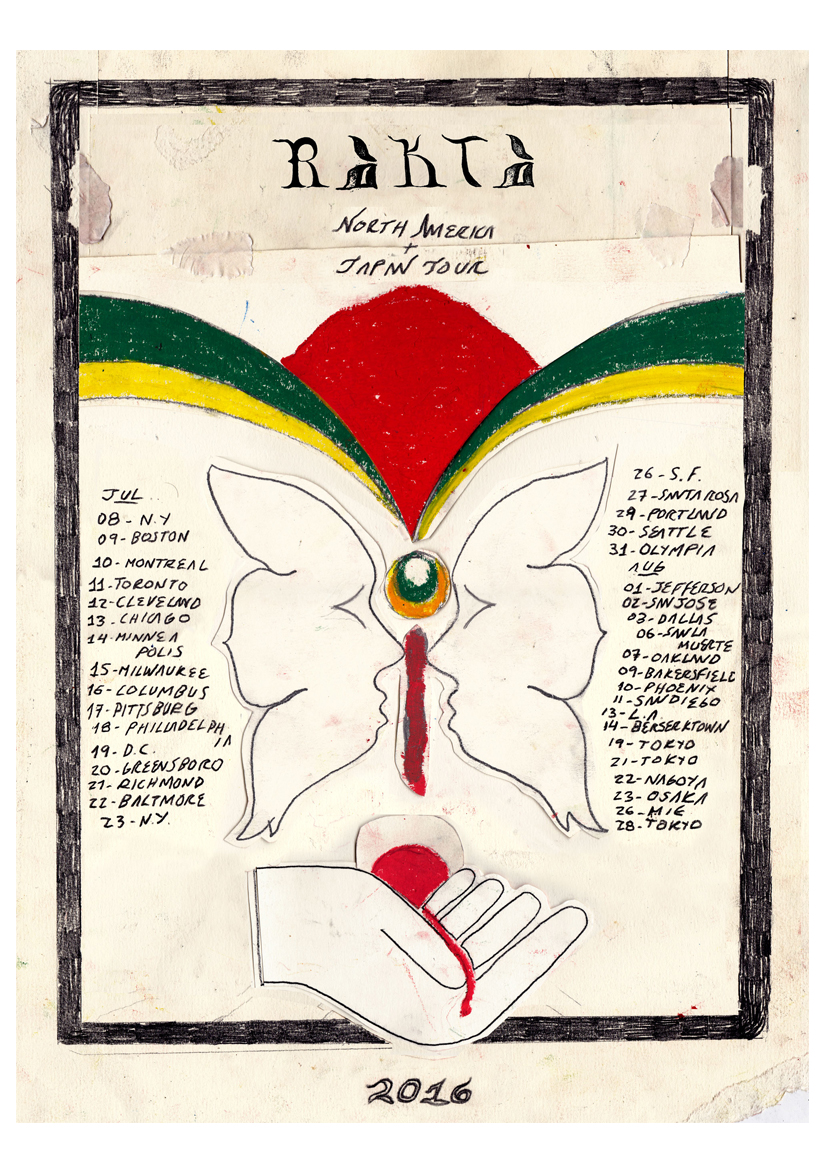 RAKTA
NORTH AMERICA
+
JAPAN TOUR
JUL..
08 - N.Y
09 - BOSTON
10 - MONTREAL
11 - TORONTO
12 - CLEVELAND
13 - CHICAGO
14 - MINNEA
POLIS
15 - MILWAUKEE
16 - COLUMBUS
17 - PITTSBURG
18 - PHILADELPH
IA
19 - D.C.
20 - GREENSBORO
21 - RICHMOND
22 - BALTMORE
23 - N.Y.
26 - S.F.
27 - SANTA ROSA
29 - PORTLAND
30 - SEATTLE
31 - OLYMPIA
AUG
01 - JEFFERSON
02 - SAN JOSE
03 - DALLAS
06 - SANTA
MUERTE
07 - OAKLAND
09 - BAKERSFIELD
10 - PHOENIX
11 - SAN DIEGO
13 - L.A.
14 - BERSERKTOWN
19 - TOKYO
21 - TOKYO
22 - NAGOYA
23 - OSAKA
26 - MIE
28 - TOKYO
2016